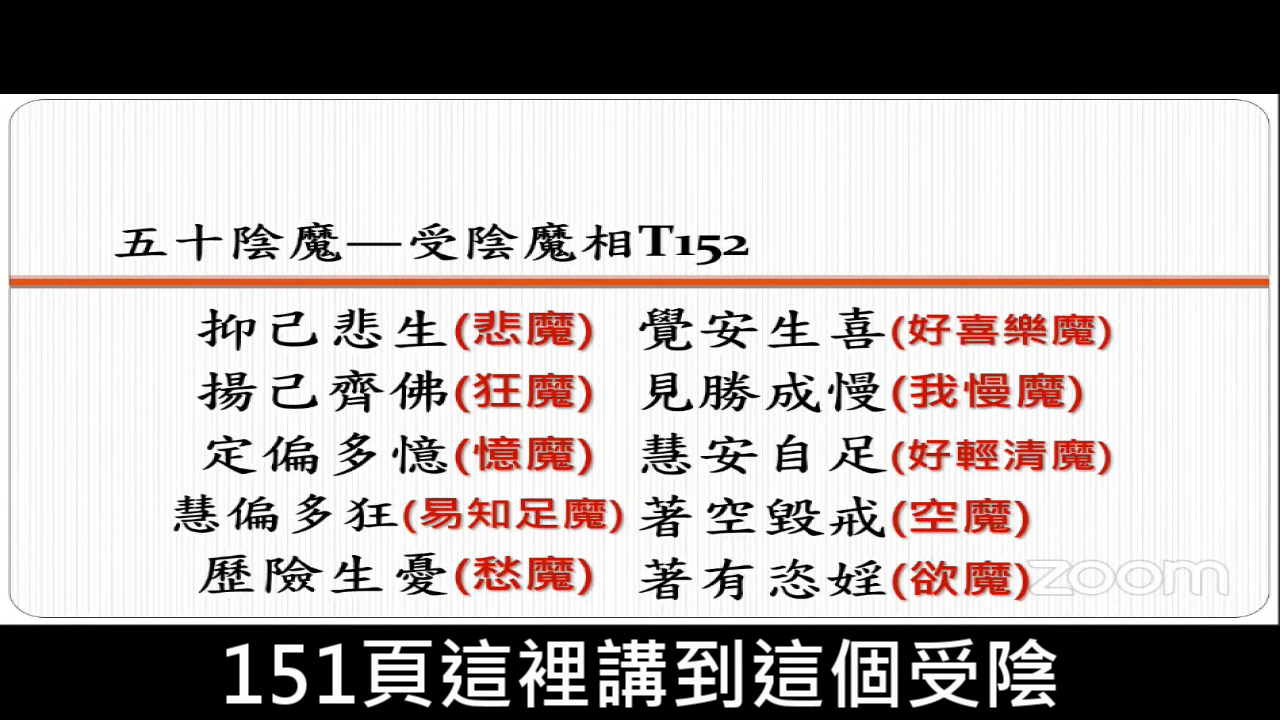 五十陰魔—受陰魔相T152
抑己悲生(悲魔) 覺安生喜(好喜樂魔)
揚己齊佛(狂魔) 見勝成慢(我慢魔)
定偏多憶(憶魔) 慧安自足(好輕清魔)
慧偏多狂(易知足魔) 著空毀戒(空魔)
歷險生憂(愁魔) 著有恣婬(欲魔)
zoom
151頁這裡講到這個受陰